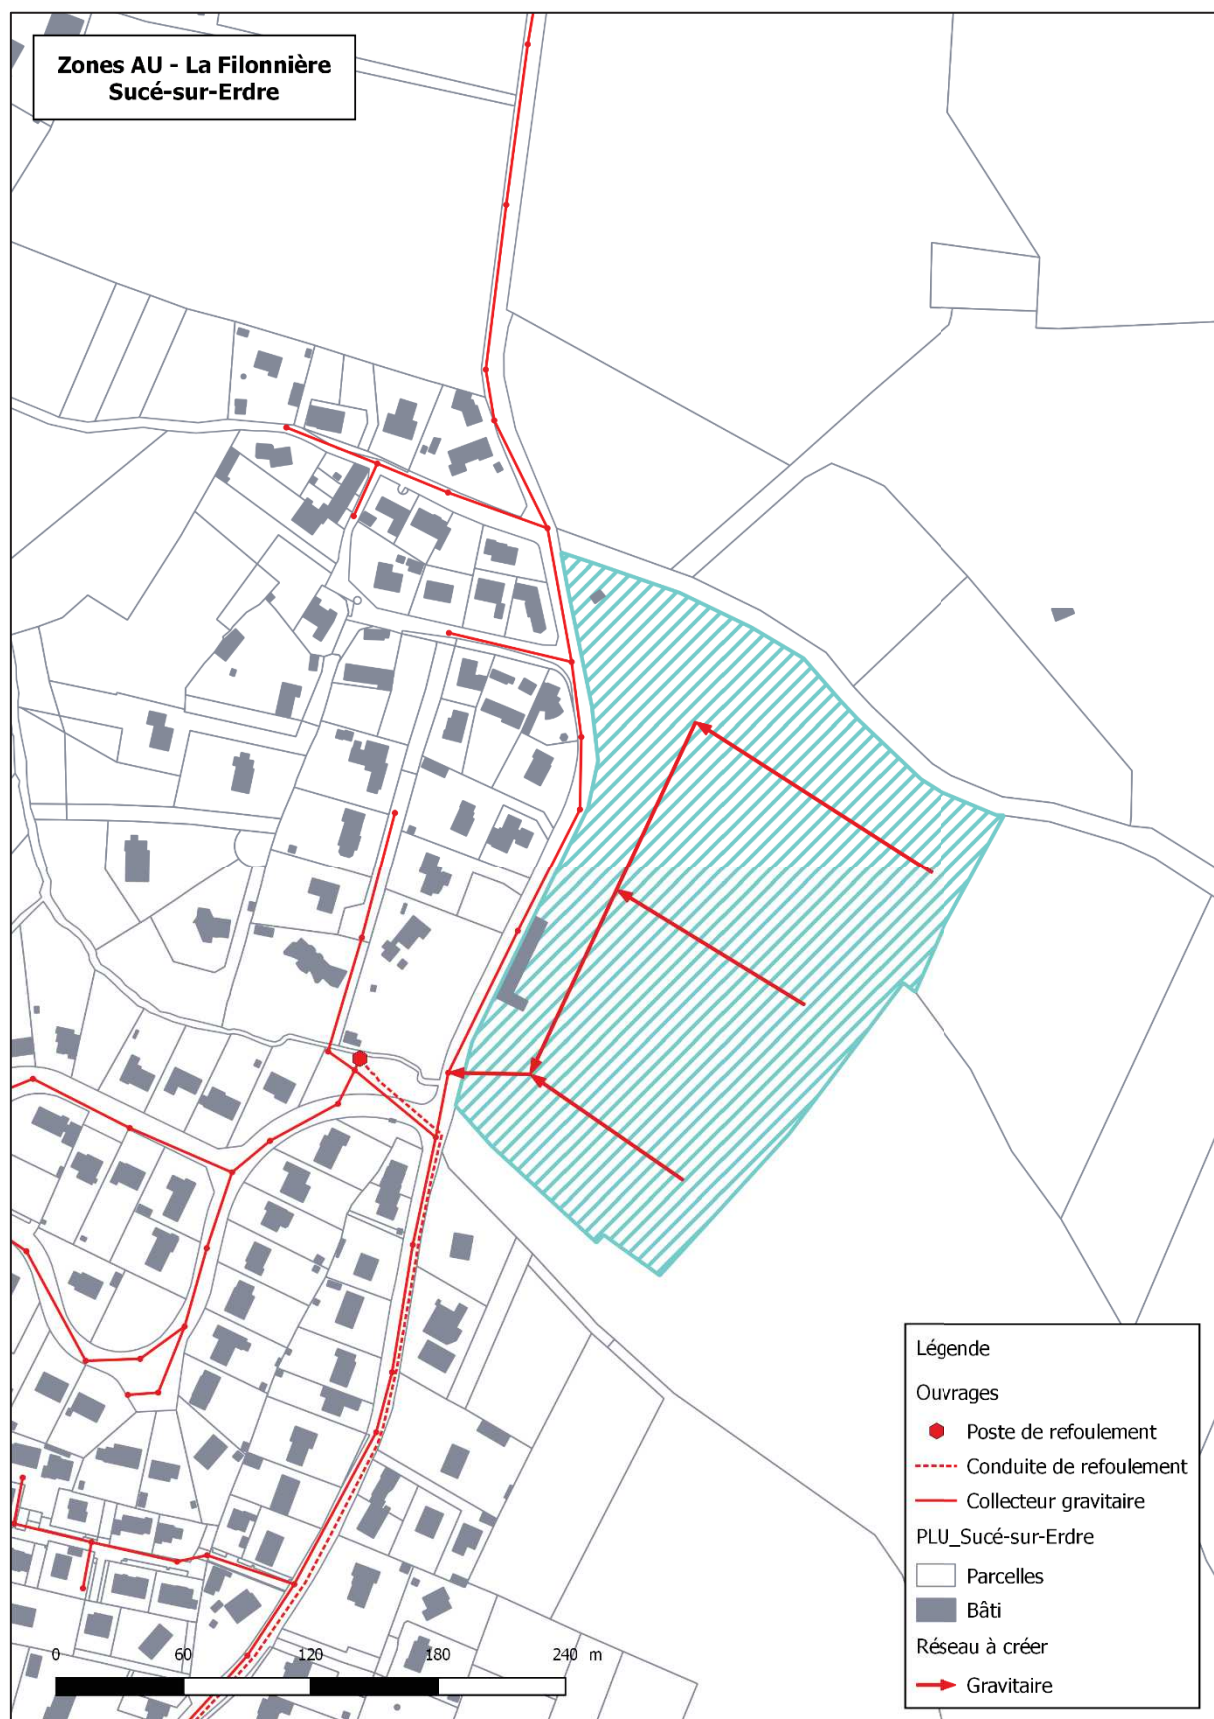 Zones AU - La Filonnière
Sucé-sur-Erdre
Légende
Ouvrages
Poste de refoulement
Conduite de refoulement
Collecteur gravitaire
PLU_Sucé-sur-Erdre
Parcelles
Bâti
Réseau à créer
Gravitaire
0 60 120 180 240 m